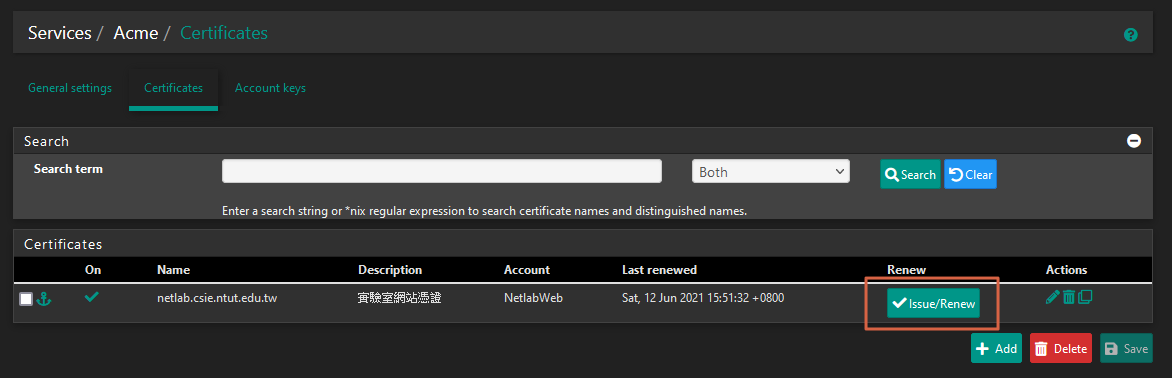 Services / Acme / Certificates
General settings Certificates Account keys
Search
Search term Both Search Clear
Enter a search string or *nix regular expression to search certificate names and distinguished names.
Certificates
On Name Description Account Last renewed Renew Actions
netlab.csie.ntut.edu.tw 實驗室網站憑證 NetlabWeb Sat, 12 Jun 2021 15:51:32 +0800 Issue/Renew
Add Delete Save